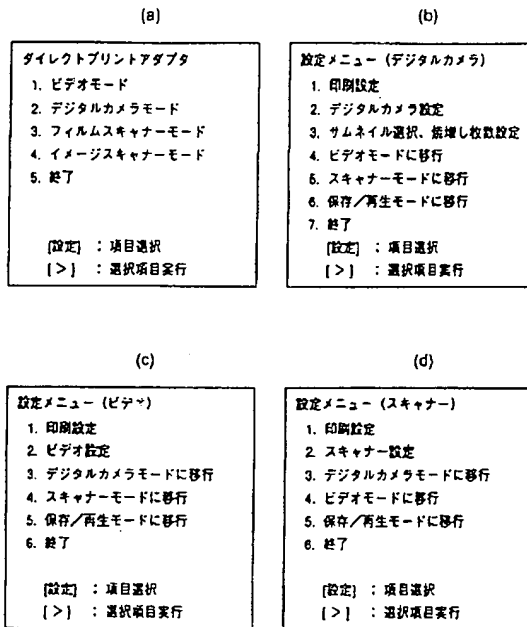 (a)
ダイレクトプリントアダプタ
1. ビデオモード
2. デジタルカメラモード
3. フィルムスキャナーモード
4. イメージスキャナーモード
5. 終了
[設定] : 項目選択
[>] : 選択項目実行
(b)
設定メニュー (デジタルカメラ)
1. 印刷設定
2. デジタルカメラ設定
3. サムネイル選択、焼増し枚数設定
4. ビデオモードに移行
5. スキャナーモードに移行
6. 保存/再生モードに移行
7. 終了
[設定] : 項目選択
[>] : 選択項目実行
(c)
設定メニュー (ビデオ)
1. 印刷設定
2. ビデオ設定
3. デジタルカメラモードに移行
4. スキャナーモードに移行
5. 保存/再生モードに移行
6. 終了
[設定] : 項目選択
[>] : 選択項目実行
(d)
設定メニュー (スキャナー)
1. 印刷設定
2. スキャナー設定
3. デジタルカメラモードに移行
4. ビデオモードに移行
5. 保存/再生モードに移行
6. 終了
[設定] : 項目選択
[>] : 選択項目実行